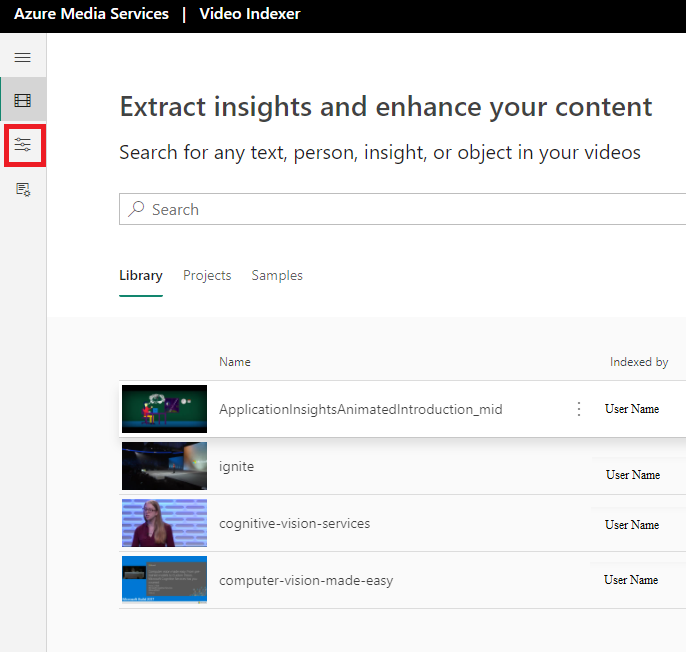 Azure Media Services | Video Indexer
Extract insights and enhance your content
Search for any text, person, insight, or object in your videos
Search
Library Projects Samples
Name Indexed by
ApplicationInsightsAnimatedIntroduction_mid User Name
ignite User Name
cognitive-vision-services User Name
computer-vision-made-easy User Name